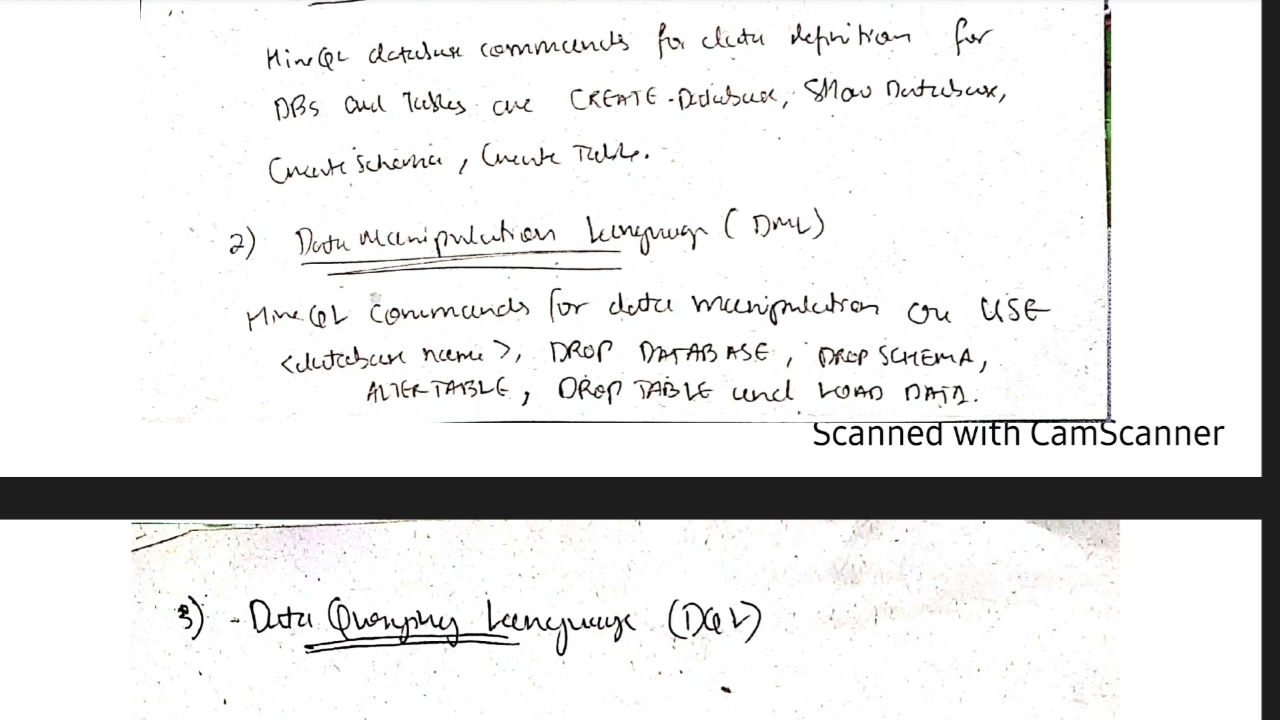 HiveQL database commands for data definition for
DBs and Tables are CREATE-Database, Show Database,
Create Schema, Create Table.
2) Data Manipulation Language (DML)
HiveQL commands for data manipulation are USE
<database name>, DROP DATABASE, DROP SCHEMA,
ALTER TABLE, DROP TABLE and LOAD DATA.
Scanned with CamScanner
3) - Data Querying Language (DQL)